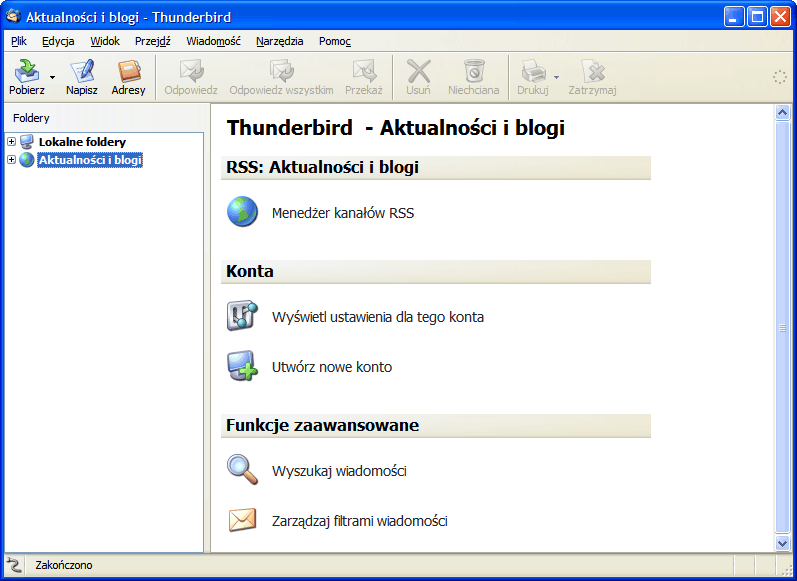 Aktualności i blogi - Thunderbird
Plik Edycja Widok Przejdź Wiadomość Narzędzia Pomoc
Pobierz Napisz Adresy Odpowiedz Odpowiedz wszystkim Przekaż Usuń Niechciana Drukuj Zatrzymaj
Foldery
Lokalne foldery
Aktualności i blogi
Thunderbird - Aktualności i blogi
RSS: Aktualności i blogi
Menedżer kanałów RSS
Konta
Wyświetl ustawienia dla tego konta
Utwórz nowe konto
Funkcje zaawansowane
Wyszukaj wiadomości
Zarządzaj filtrami wiadomości
Zakończono